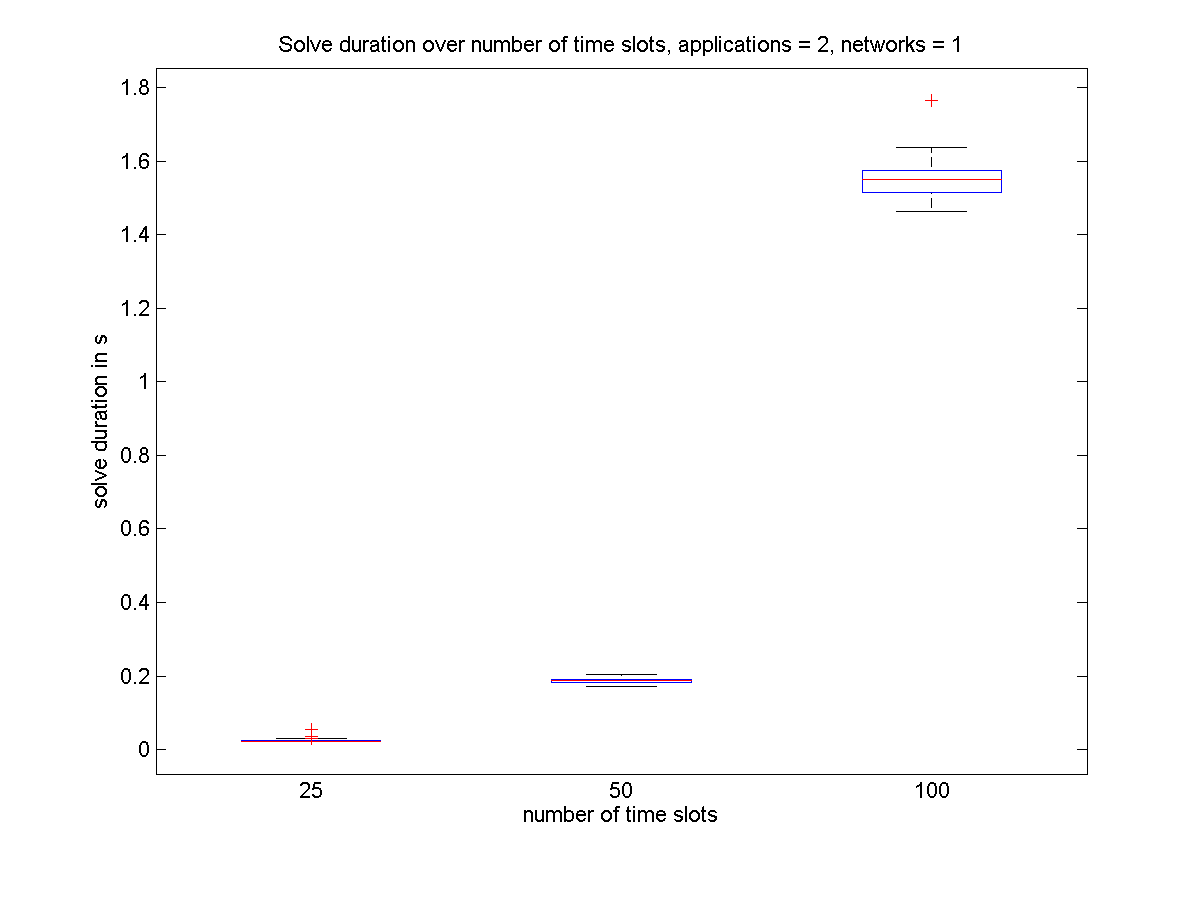 Solve duration over number of time slots, applications = 2, networks = 1
1.8
1.6
1.4
1.2
1
0.8
0.6
0.4
0.2
0
solve duration in s
25 50 100
number of time slots